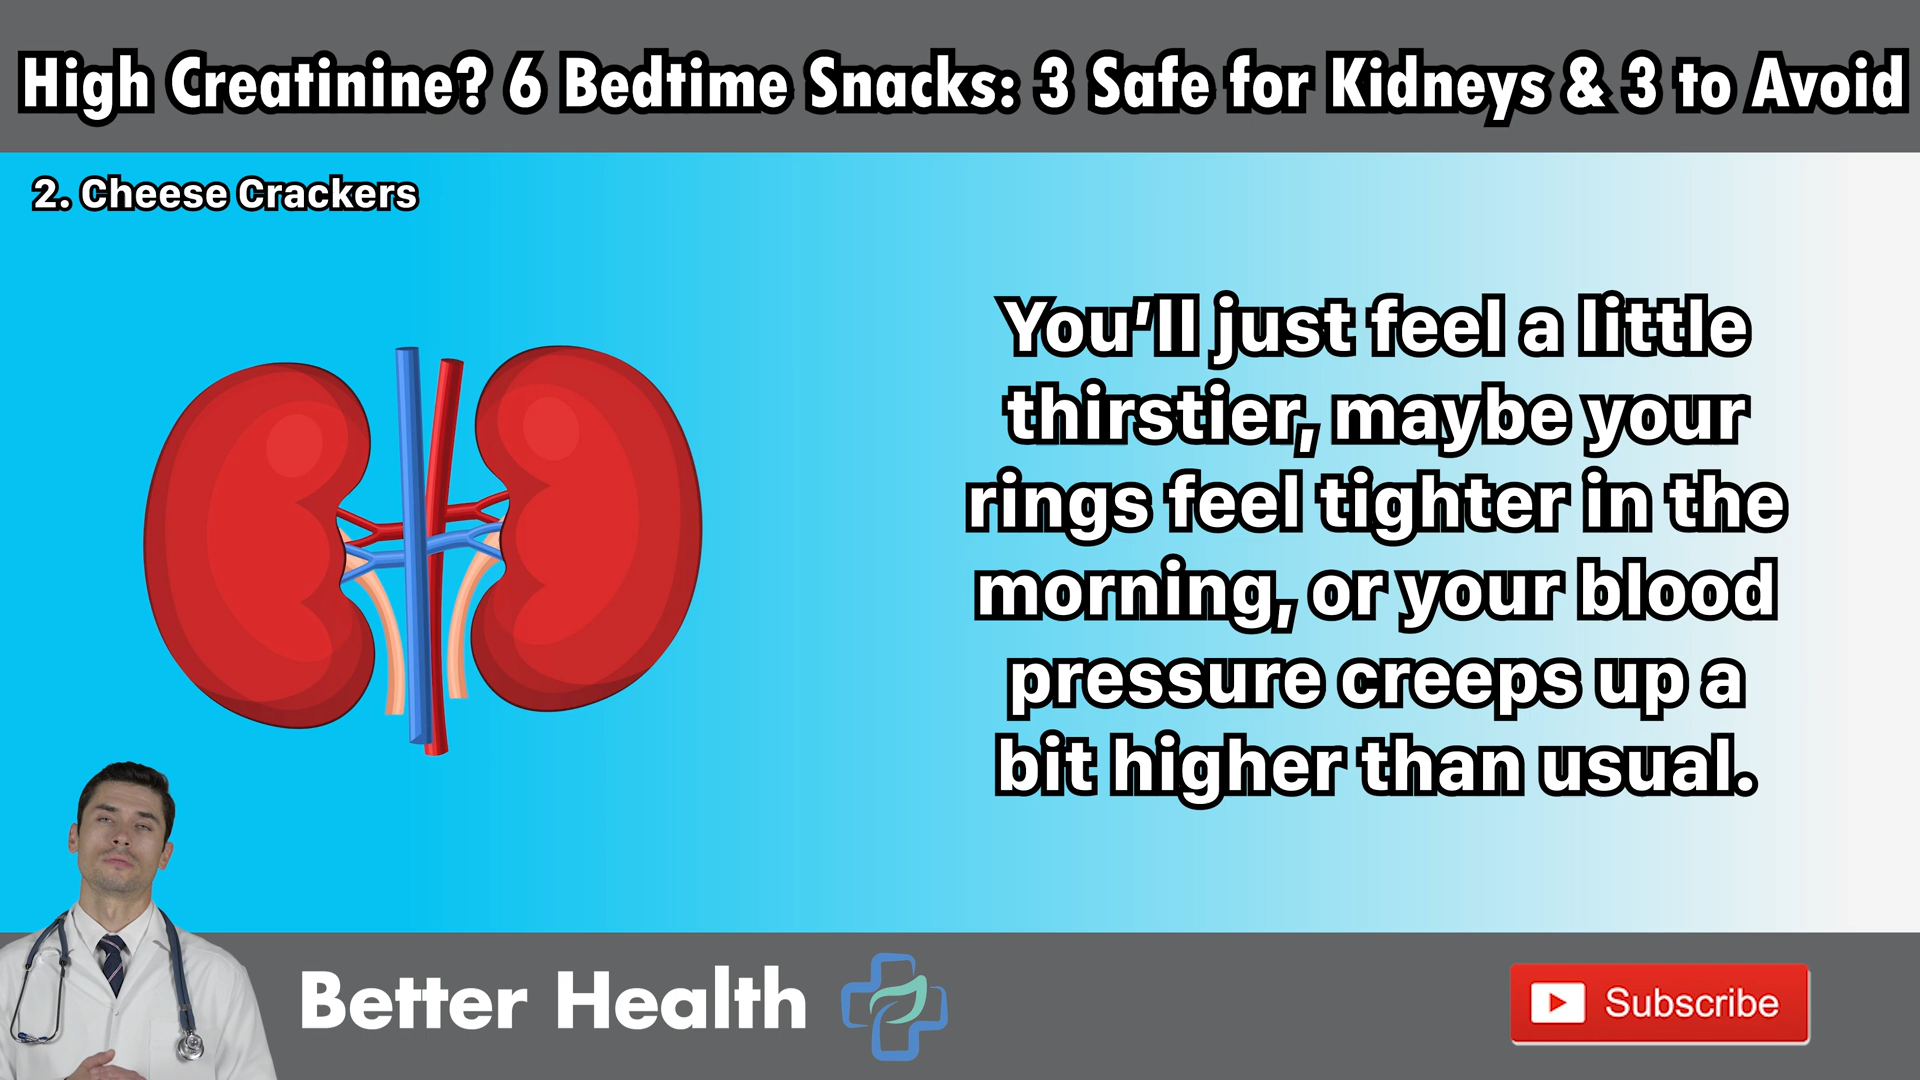 High Creatinine? 6 Bedtime Snacks: 3 Safe for Kidneys & 3 to Avoid
2. Cheese Crackers
You’ll just feel a little
thirstier, maybe your
rings feel tighter in the
morning, or your blood
pressure creeps up a
bit higher than usual.
Better Health
Subscribe